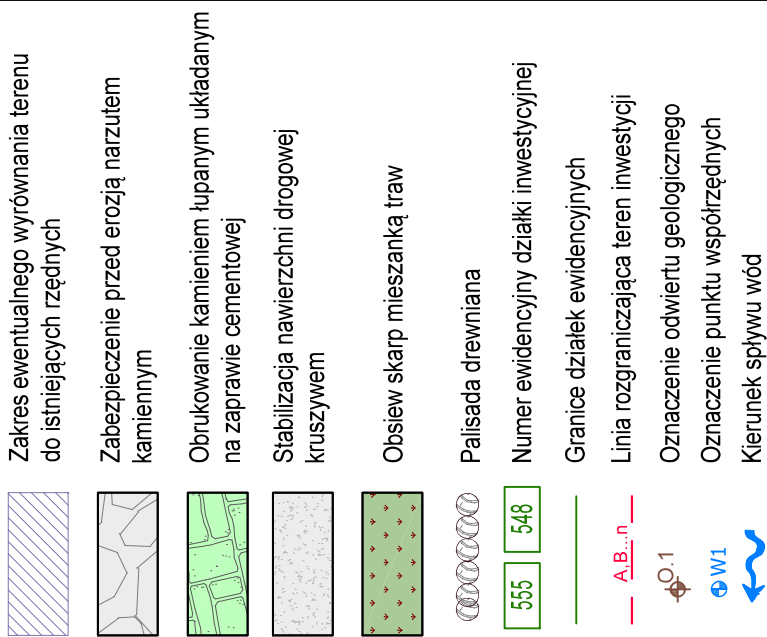 Zakres ewentualnego wyrównania terenu
do istniejących rzędnych
Zabezpieczenie przed erozją narzutem
kamiennym
Obrukowanie kamieniem łupanym układanym
na zaprawie cementowej
Stabilizacja nawierzchni drogowej
kruszywem
Obsiew skarp mieszanką traw
Palisada drewniana
555 548 Numer ewidencyjny działki inwestycyjnej
Granice działek ewidencyjnych
A,B...n Linia rozgraniczająca teren inwestycji
O.1 Oznaczenie odwiertu geologicznego
W1 Oznaczenie punktu współrzędnych
Kierunek spływu wód